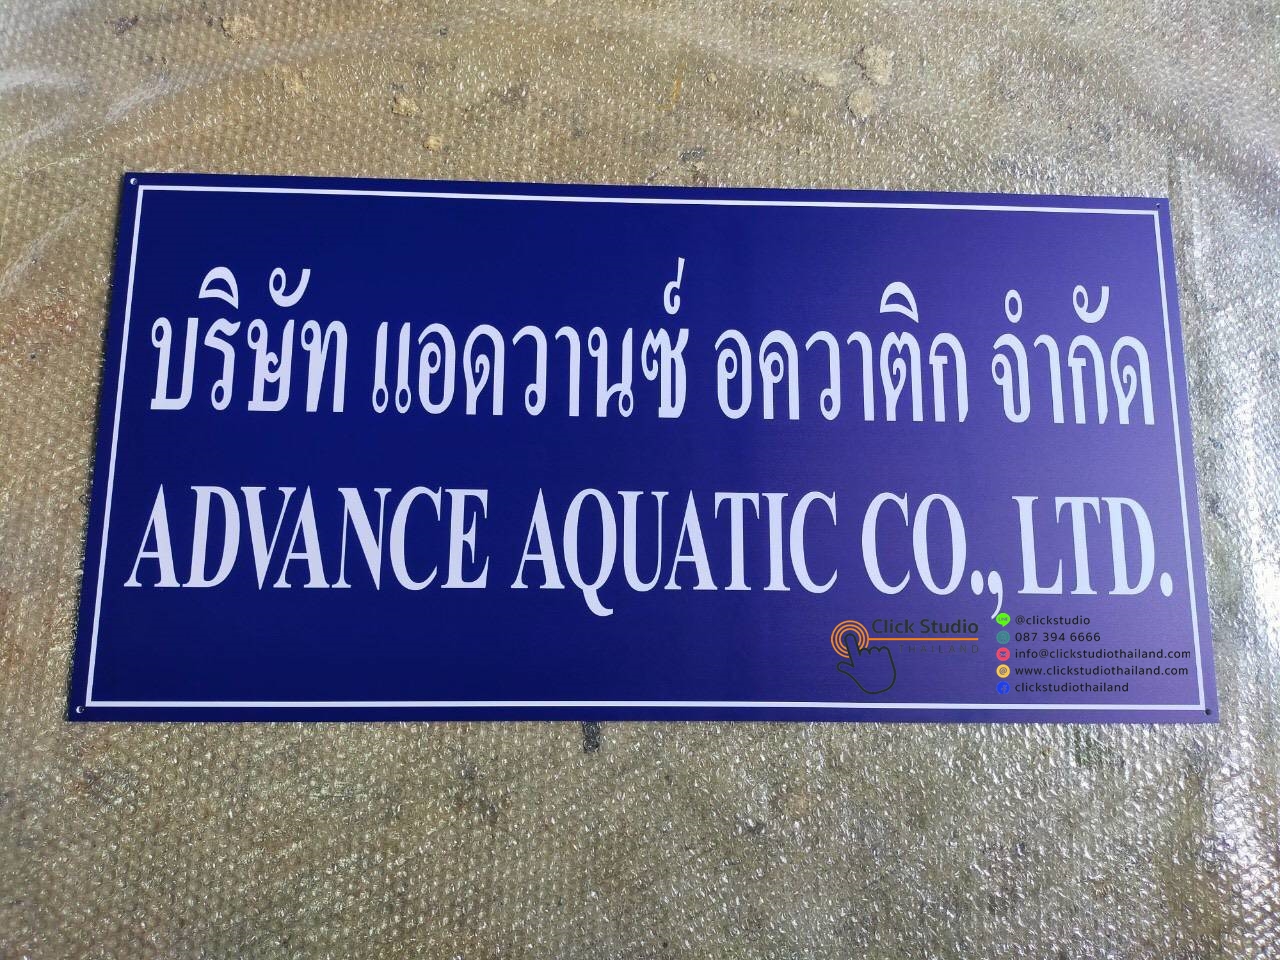 บริษัท แอดวานซ์ อควาติก จำกัด
ADVANCE AQUATIC CO., LTD.
Click Studio
THAILAND
@clickstudio
087 394 6666
info@clickstudiothailand.com
www.clickstudiothailand.com
clickstudiothailand